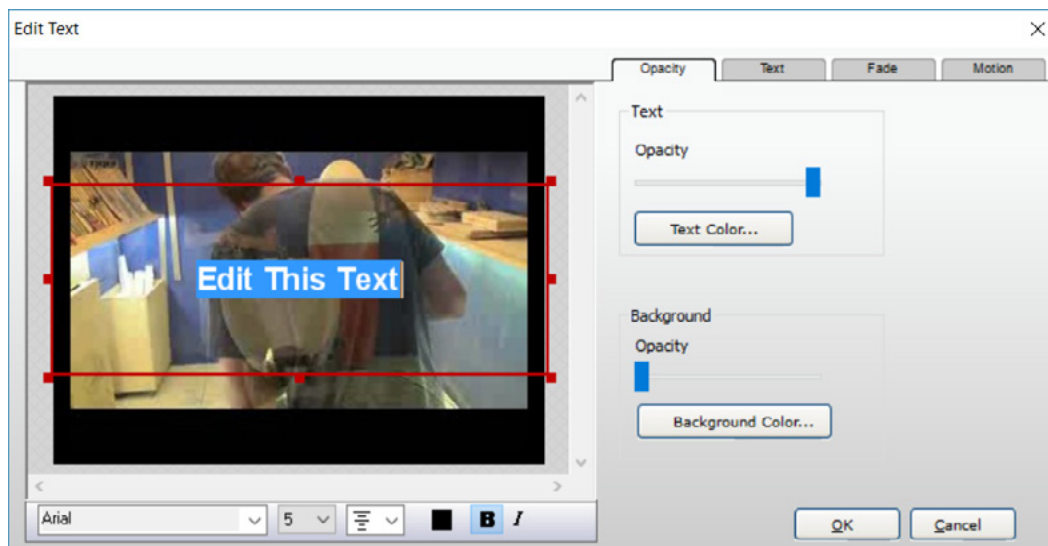 Edit Text
Opacity Text Fade Motion
Text
Opacity
Text Color...
Edit This Text
Background
Opacity
Background Color...
Arial 5 B I
OK Cancel